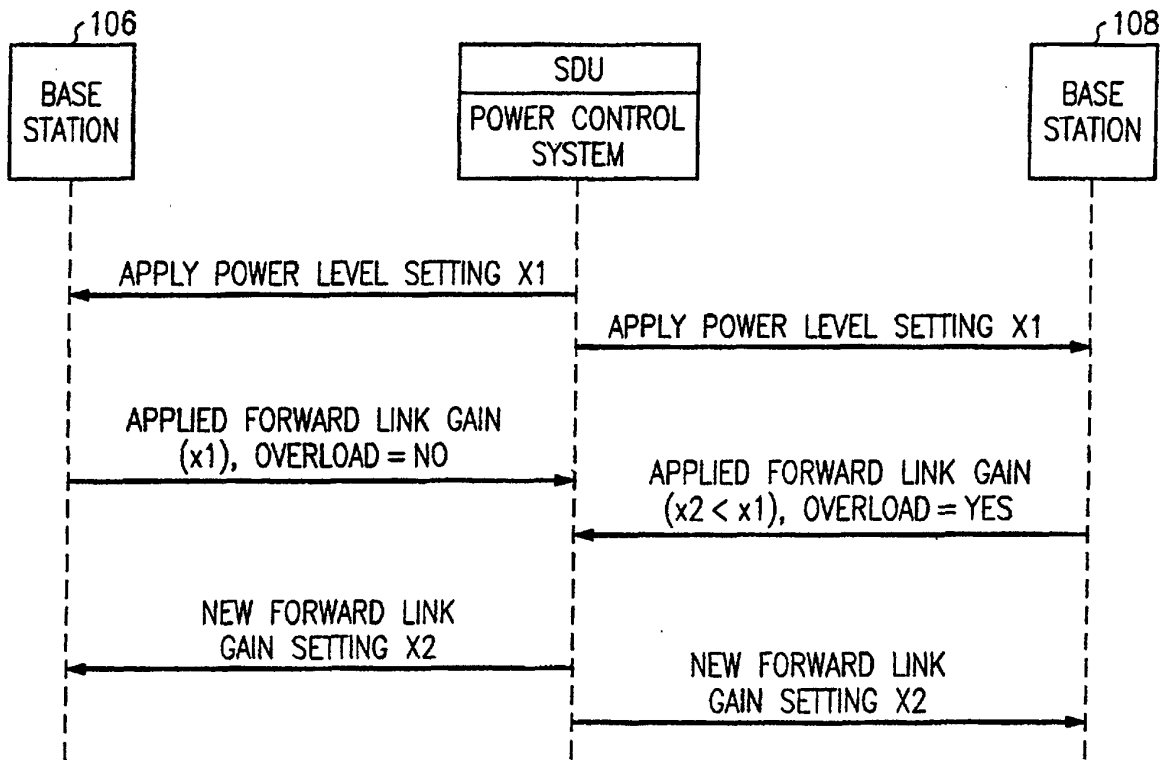 106
108
BASE
STATION
SDU
POWER CONTROL
SYSTEM
BASE
STATION
APPLY POWER LEVEL SETTING X1
APPLY POWER LEVEL SETTING X1
APPLIED FORWARD LINK GAIN
(x1), OVERLOAD = NO
APPLIED FORWARD LINK GAIN
(x2 < x1), OVERLOAD = YES
NEW FORWARD LINK
GAIN SETTING X2
NEW FORWARD LINK
GAIN SETTING X2